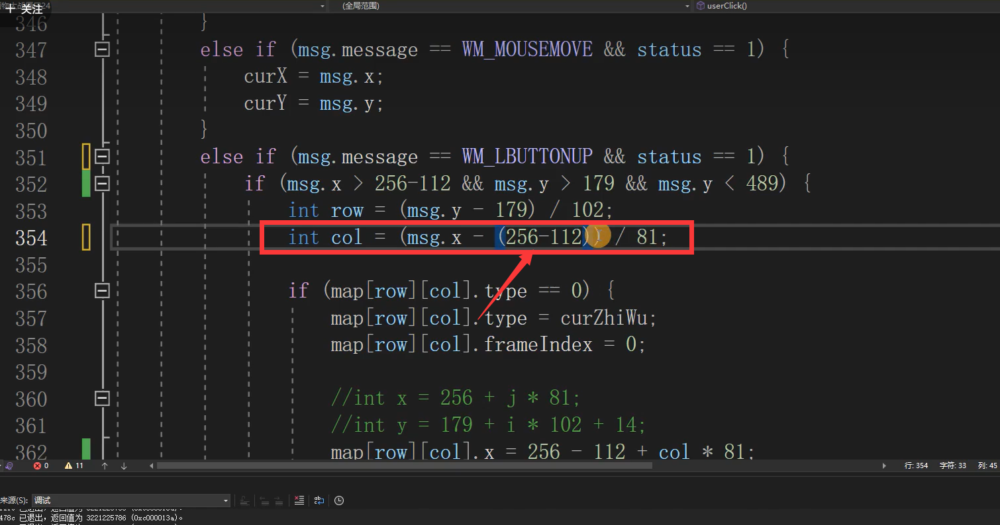 + 关注
(全局范围)
userClick()
346 }
347 else if (msg.message == WM_MOUSEMOVE && status == 1) {
348 curX = msg.x;
349 curY = msg.y;
350 }
351 else if (msg.message == WM_LBUTTONUP && status == 1) {
352 if (msg.x > 256-112 && msg.y > 179 && msg.y < 489) {
353 int row = (msg.y - 179) / 102;
354 int col = (msg.x - (256-112)) / 81;
355
356 if (map[row][col].type == 0) {
357 map[row][col].type = curZhiWu;
358 map[row][col].frameIndex = 0;
359
360 //int x = 256 + j * 81;
361 //int y = 179 + i * 102 + 14;
362 map[row][col].x = 256 - 112 + col * 81;
0 11 行: 354 字符: 33 列: 45
来源(S): 调试
478c 已退出，返回值为 3221225786 (0xc000013a)。